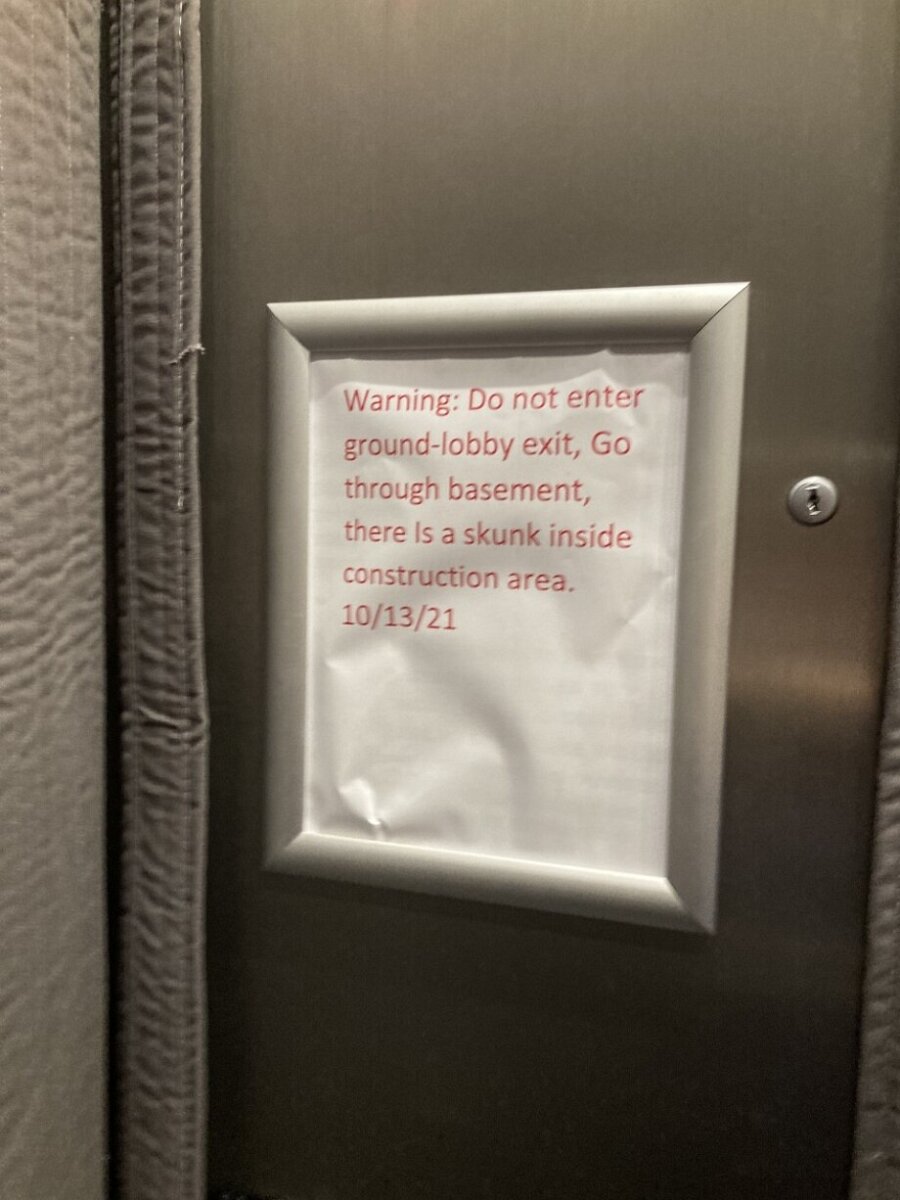 Warning: Do not enter
ground-lobby exit, Go
through basement,
there Is a skunk inside
construction area.
10/13/21